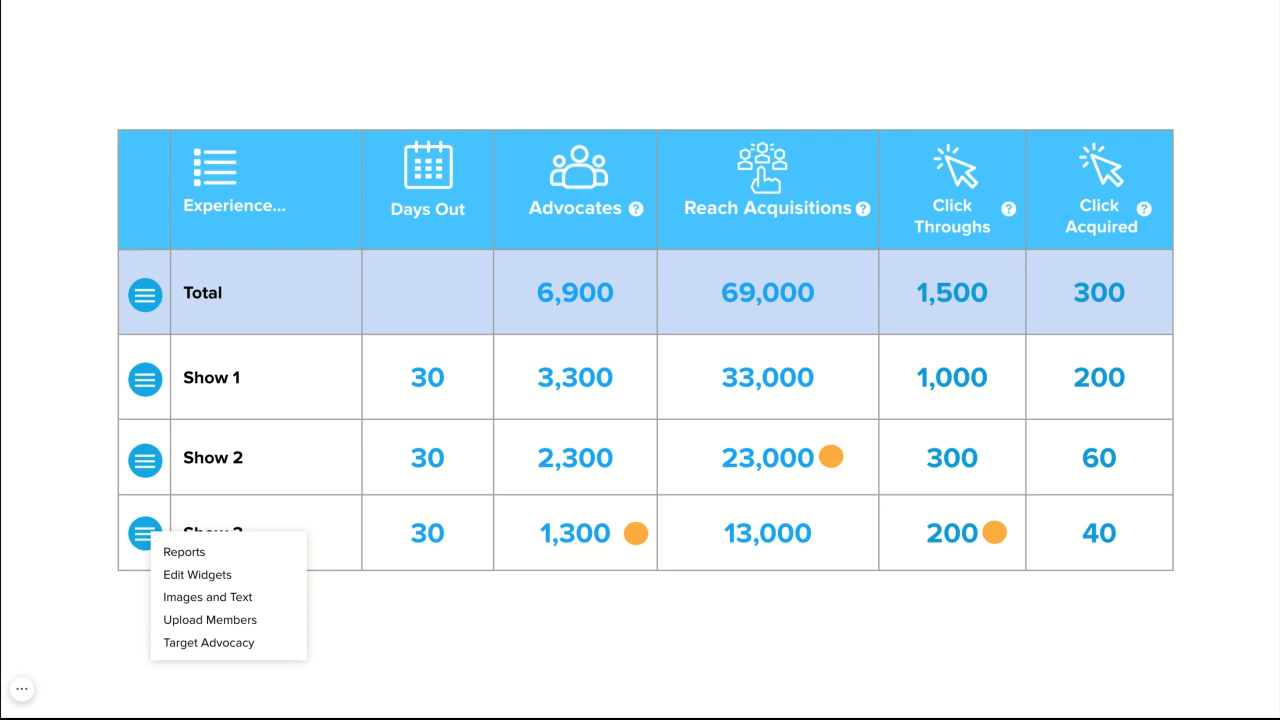 Experience...
Days Out
Advocates ?
Reach Acquisitions ?
Click
Throughs ?
Click
Acquired ?
Total 6,900 69,000 1,500 300
Show 1 30 3,300 33,000 1,000 200
Show 2 30 2,300 23,000 300 60
30 1,300 13,000 200 40
Reports
Edit Widgets
Images and Text
Upload Members
Target Advocacy